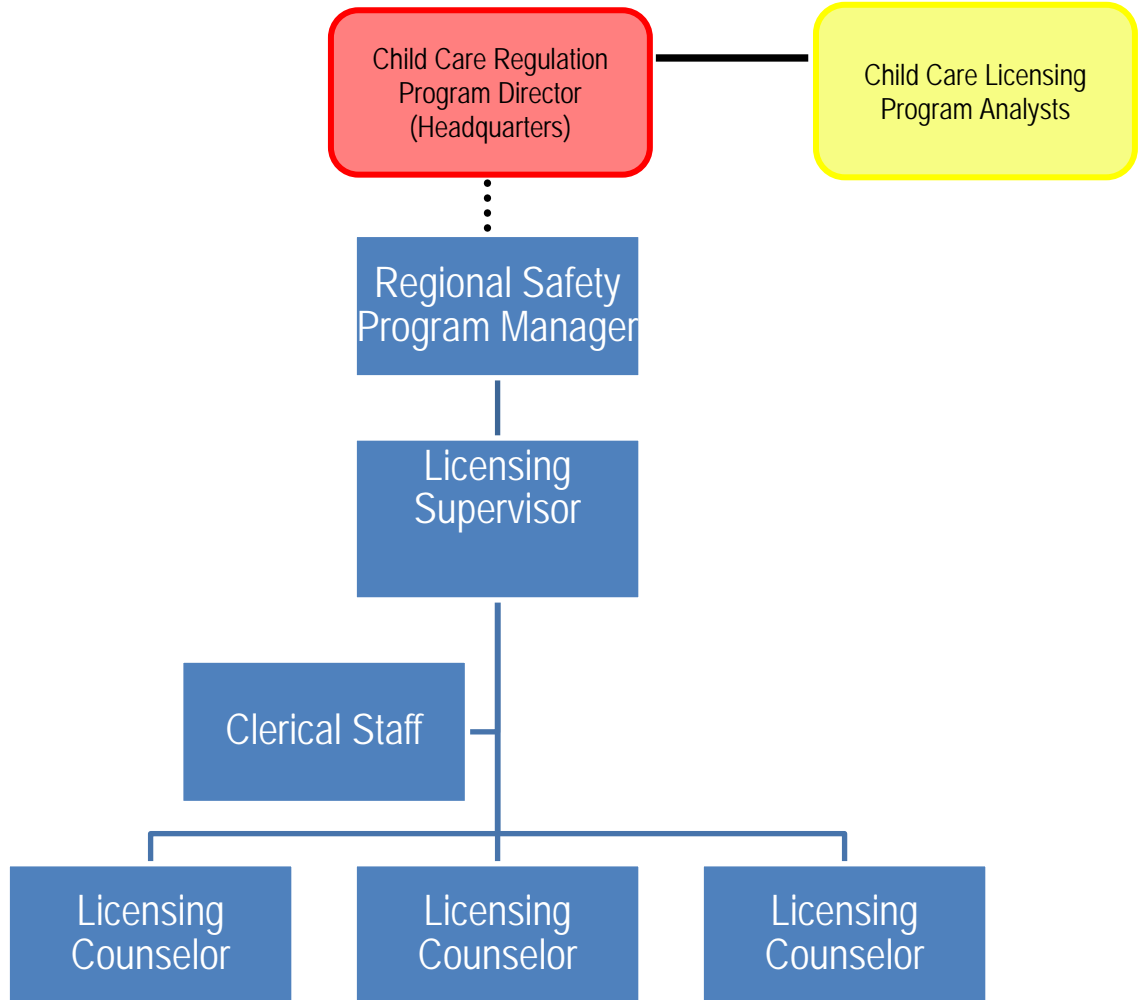 Child Care Regulation
Program Director
(Headquarters)
Child Care Licensing
Program Analysts
Regional Safety
Program Manager
Licensing
Supervisor
Clerical Staff
Licensing
Counselor
Licensing
Counselor
Licensing
Counselor